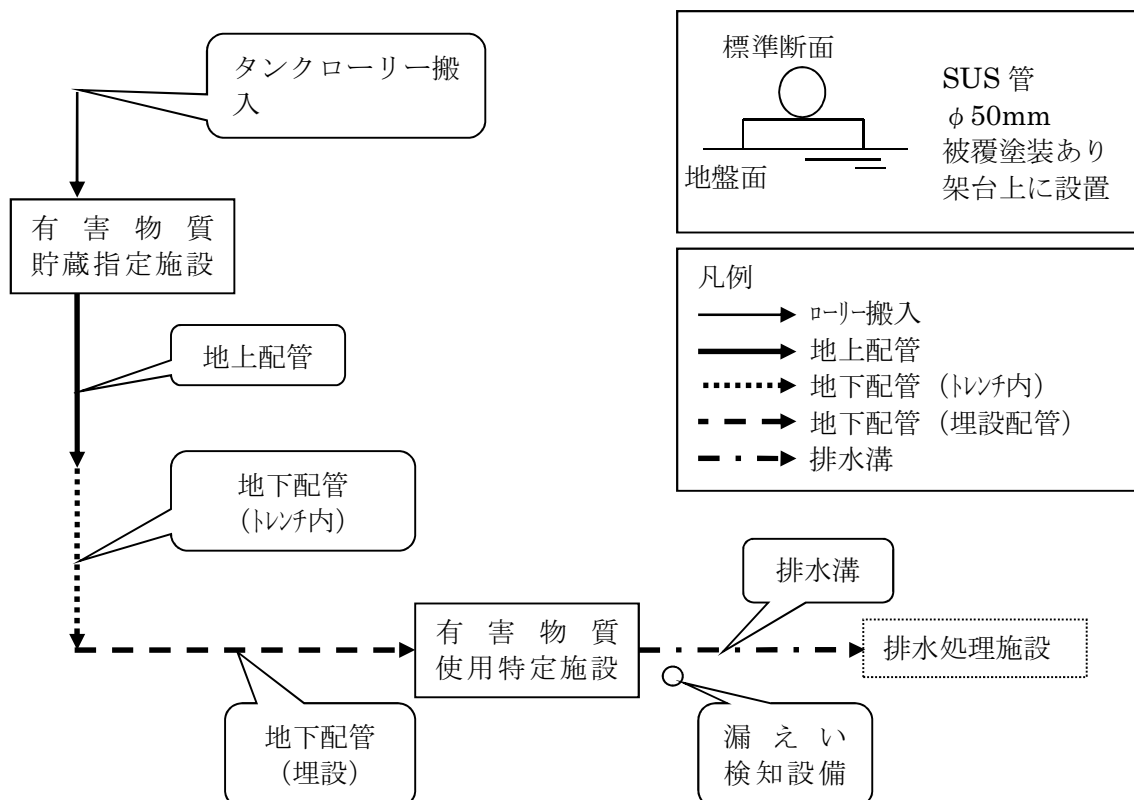 タンクローリー搬
入
有害物質
貯蔵指定施設
地上配管
地下配管
(ﾄﾚﾝﾁ内)
地下配管
(埋設)
有害物質
使用特定施設
排水溝
漏えい
検知設備
排水処理施設
標準断面
地盤面
SUS 管
φ50mm
被覆塗装あり
架台上に設置
凡例
ﾛｰﾘｰ搬入
地上配管
地下配管（ﾄﾚﾝﾁ内）
地下配管（埋設配管）
排水溝